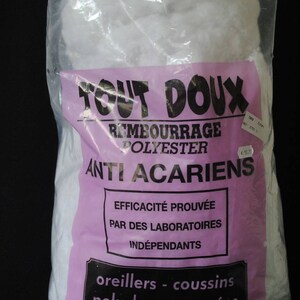 TOUT DOUX
REMBOURRAGE
POLYESTER
ANTI ACARIENS
EFFICACITÉ PROUVÉE
PAR DES LABORATOIRES
INDÉPENDANTS
oreillers - coussins